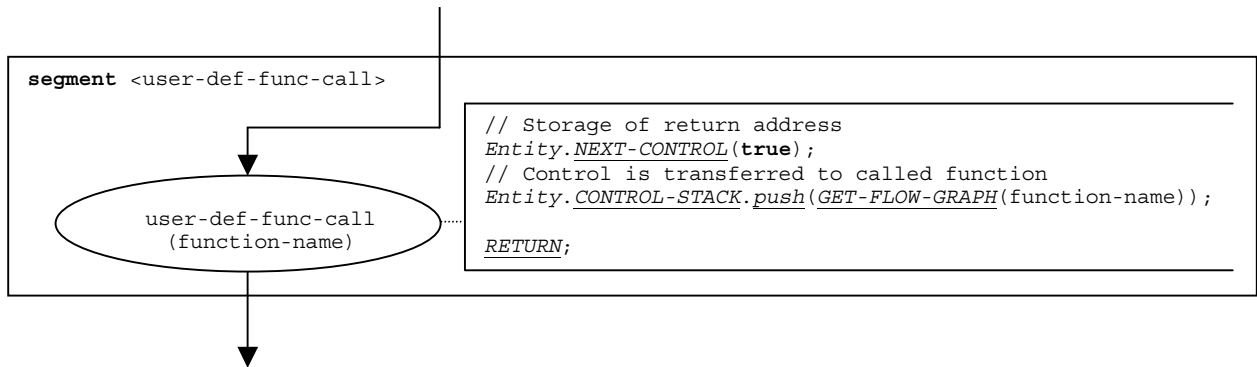 segment <user-def-func-call>
// Storage of return address
Entity.NEXT-CONTROL(true);
// Control is transferred to called function
Entity.CONTROL-STACK.push(GET-FLOW-GRAPH(function-name));
RETURN;
user-def-func-call
(function-name)